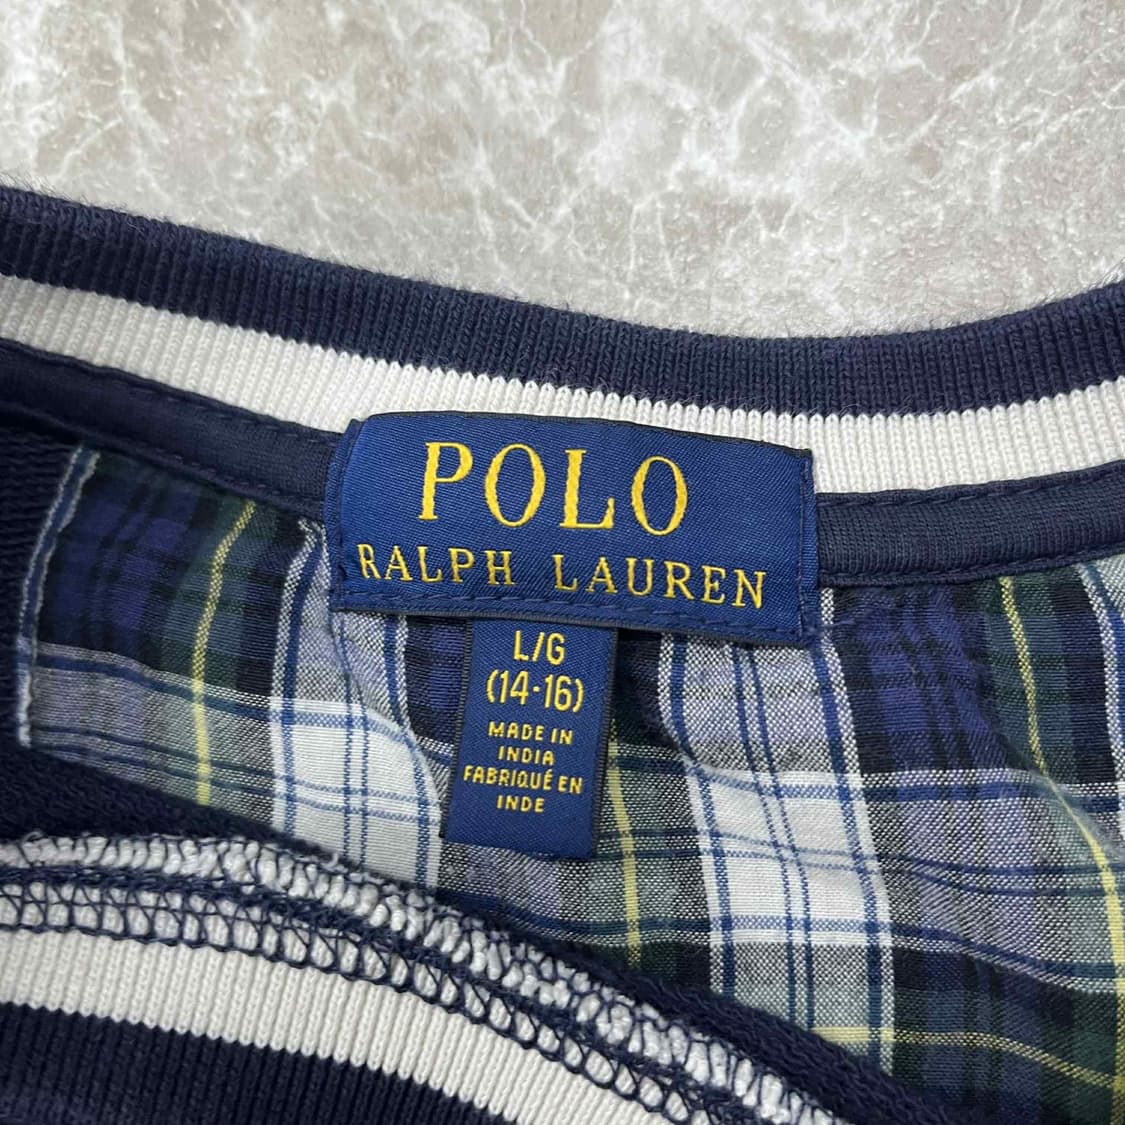 POLO
RALPH LAUREN
L/G
(14-16)
MADE IN
INDIA
FABRIQUÉ EN
INDE